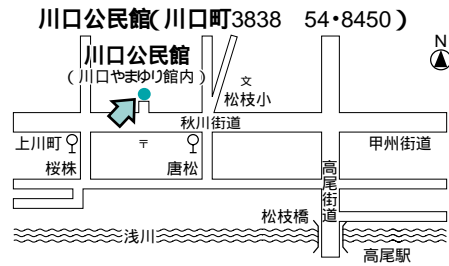 川口公民館(川口町3838 54・8450)
川口公民館
(川口やまゆり館内)
N
文
松枝小
秋川街道
上川町
〒
甲州街道
桜株
唐松
高尾街道
松枝橋
浅川
高尾駅